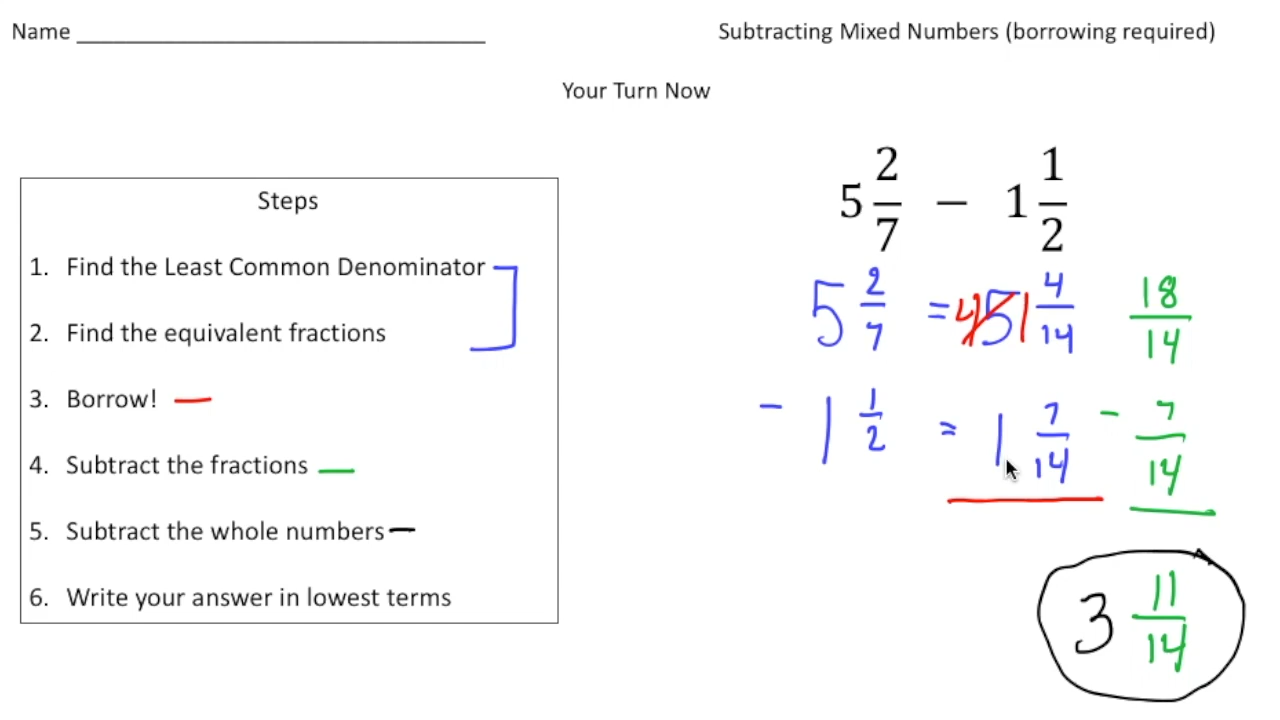 Name ______________________ Subtracting Mixed Numbers (borrowing required)
Your Turn Now
Steps
1. Find the Least Common Denominator
2. Find the equivalent fractions
3. Borrow!
4. Subtract the fractions
5. Subtract the whole numbers
6. Write your answer in lowest terms
5 2/7 − 1 1/2
5 2/7 = 4 5 1 4/14 18/14
- 1 1/2 = 1 7/14 - 7/14
3 11/14